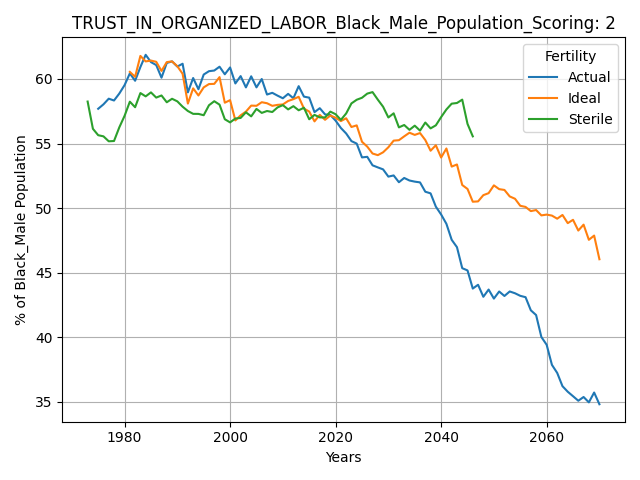 TRUST_IN_ORGANIZED_LABOR_Black_Male_Population_Scoring: 2
Fertility
Actual
Ideal
Sterile
% of Black_Male Population
60
55
50
45
40
35
1980
2000
2020
2040
2060
Years